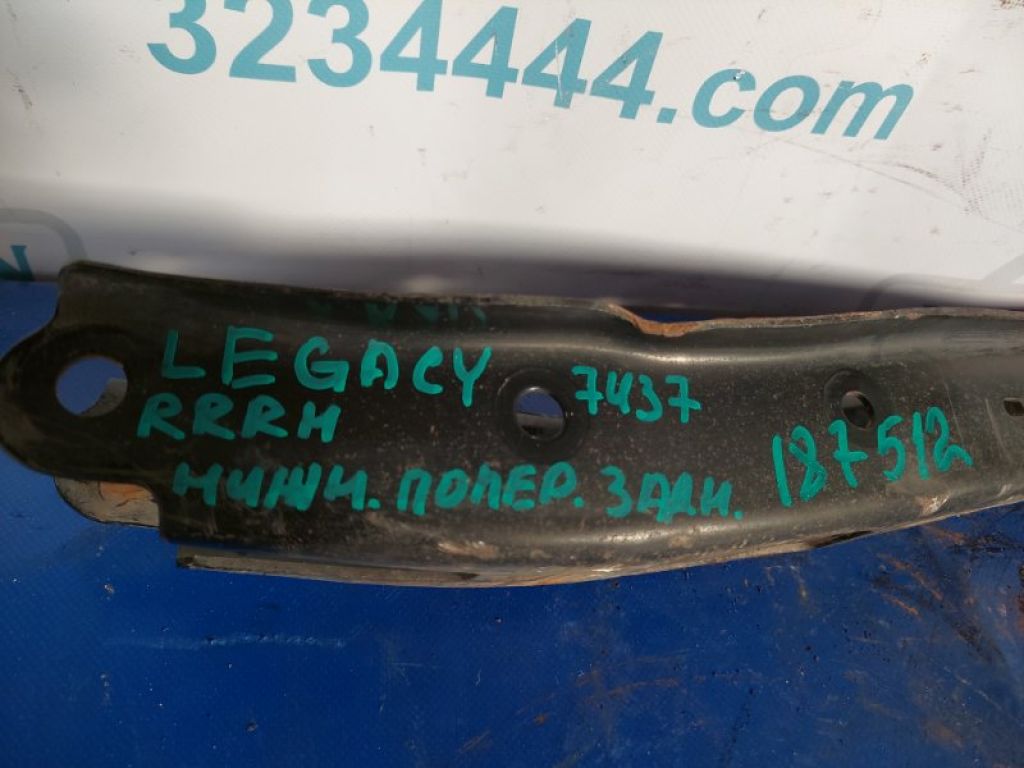 3234444.com
LEGACY 7437
RRRH
НИЖН. ПОПЕР. ЗАДН. 187512